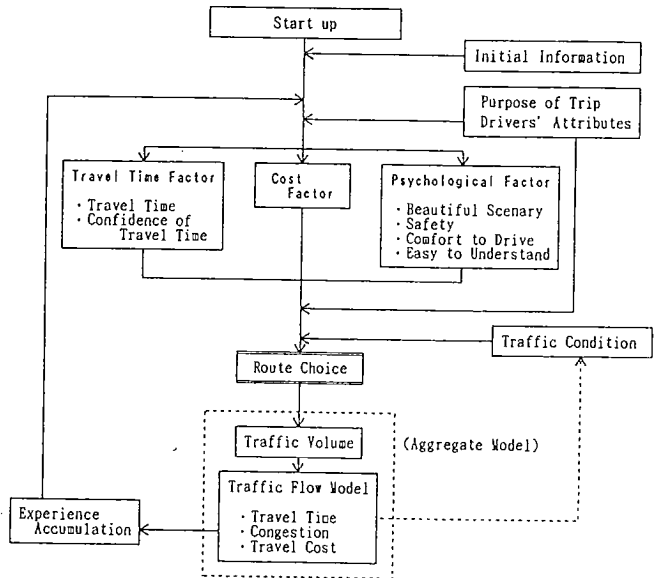 Start up
Initial Information
Purpose of Trip
Drivers' Attributes
Travel Time Factor
・Travel Time
・Confidence of
Travel Time
Cost
Factor
Psychological Factor
・Beautiful Scenary
・Safety
・Comfort to Drive
・Easy to Understand
Traffic Condition
Route Choice
Traffic Volume
(Aggregate Model)
Traffic Flow Model
・Travel Time
・Congestion
・Travel Cost
Experience
Accumulation